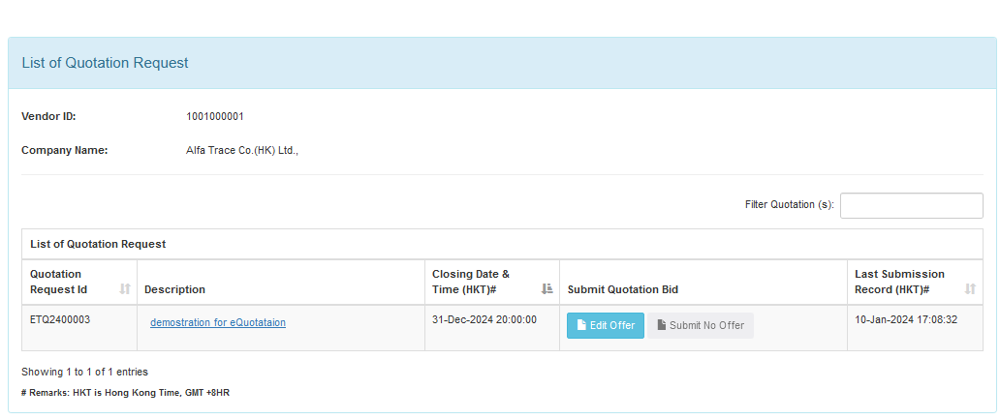 List of Quotation Request
Vendor ID: 1001000001
Company Name: Alfa Trace Co.(HK) Ltd.,
Filter Quotation (s):
List of Quotation Request
Quotation Request Id
Description
Closing Date & Time (HKT)#
Submit Quotation Bid
Last Submission Record (HKT)#
ETQ2400003
demostration for eQuotataion
31-Dec-2024 20:00:00
Edit Offer
Submit No Offer
10-Jan-2024 17:08:32
Showing 1 to 1 of 1 entries
# Remarks: HKT is Hong Kong Time, GMT +8HR